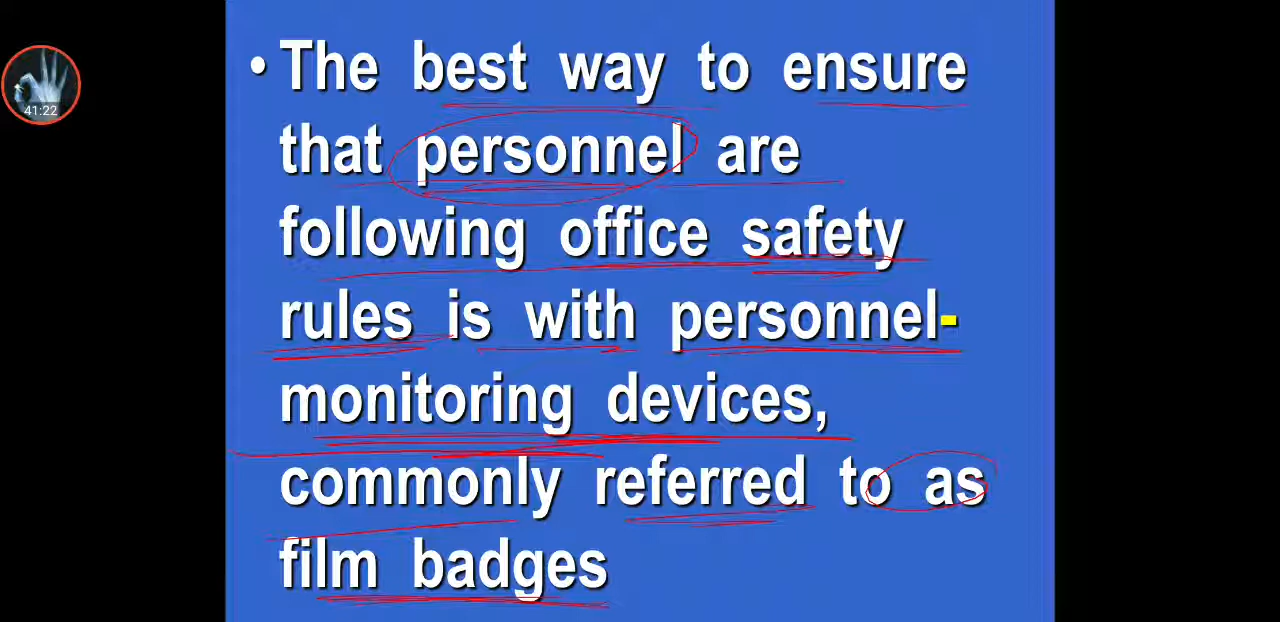 41:22
• The best way to ensure
that personnel are
following office safety
rules is with personnel-
monitoring devices,
commonly referred to as
film badges